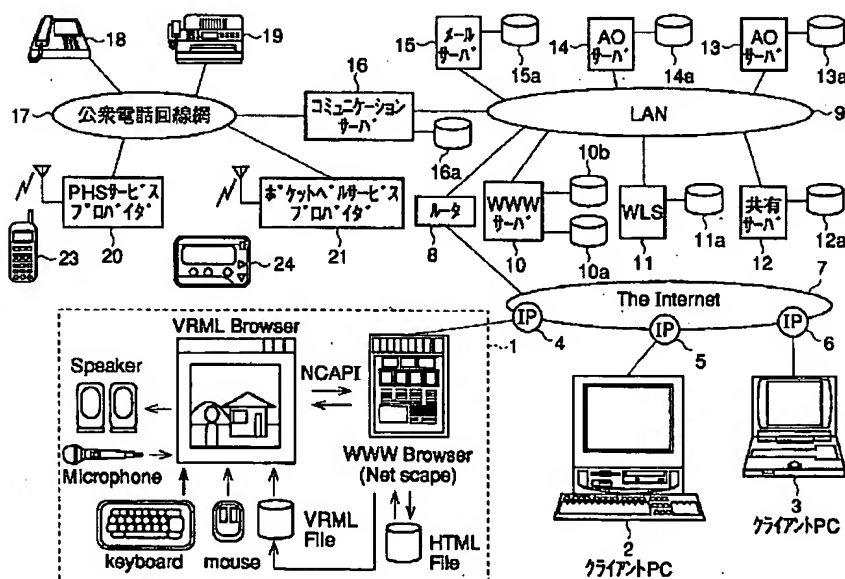 18
19
17
公衆電話回線網
16
コミュニケーション
サーバ
16a
15
メール
サーバ
15a
14
AO
サーバ
14a
13
AO
サーバ
13a
LAN
9
PHSサービス
プロバイダ
20
23
ポケットベルサービス
プロバイダ
21
24
ルータ
8
WWW
サーバ
10
10b
10a
WLS
11
11a
共有
サーバ
12
12a
7
The Internet
IP
4
IP
5
IP
6
1
VRML Browser
Speaker
NCAPI
Microphone
WWW Browser
(Net scape)
keyboard
mouse
VRML
File
HTML
File
2
クライアントPC
3
クライアントPC